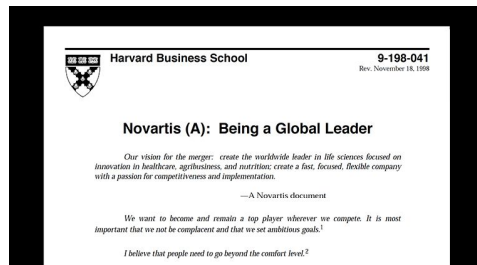 Harvard Business School
9-198-041
Rev. November 18, 1998
Novartis (A): Being a Global Leader
Our vision for the merger: create the worldwide leader in life sciences focused on
innovation in healthcare, agribusiness, and nutrition; create a fast, focused, flexible company
with a passion for competitiveness and implementation.
—A Novartis document
We want to become and remain a top player wherever we compete. It is most
important that we not be complacent and that we set ambitious goals.1
I believe that people need to go beyond the comfort level.2